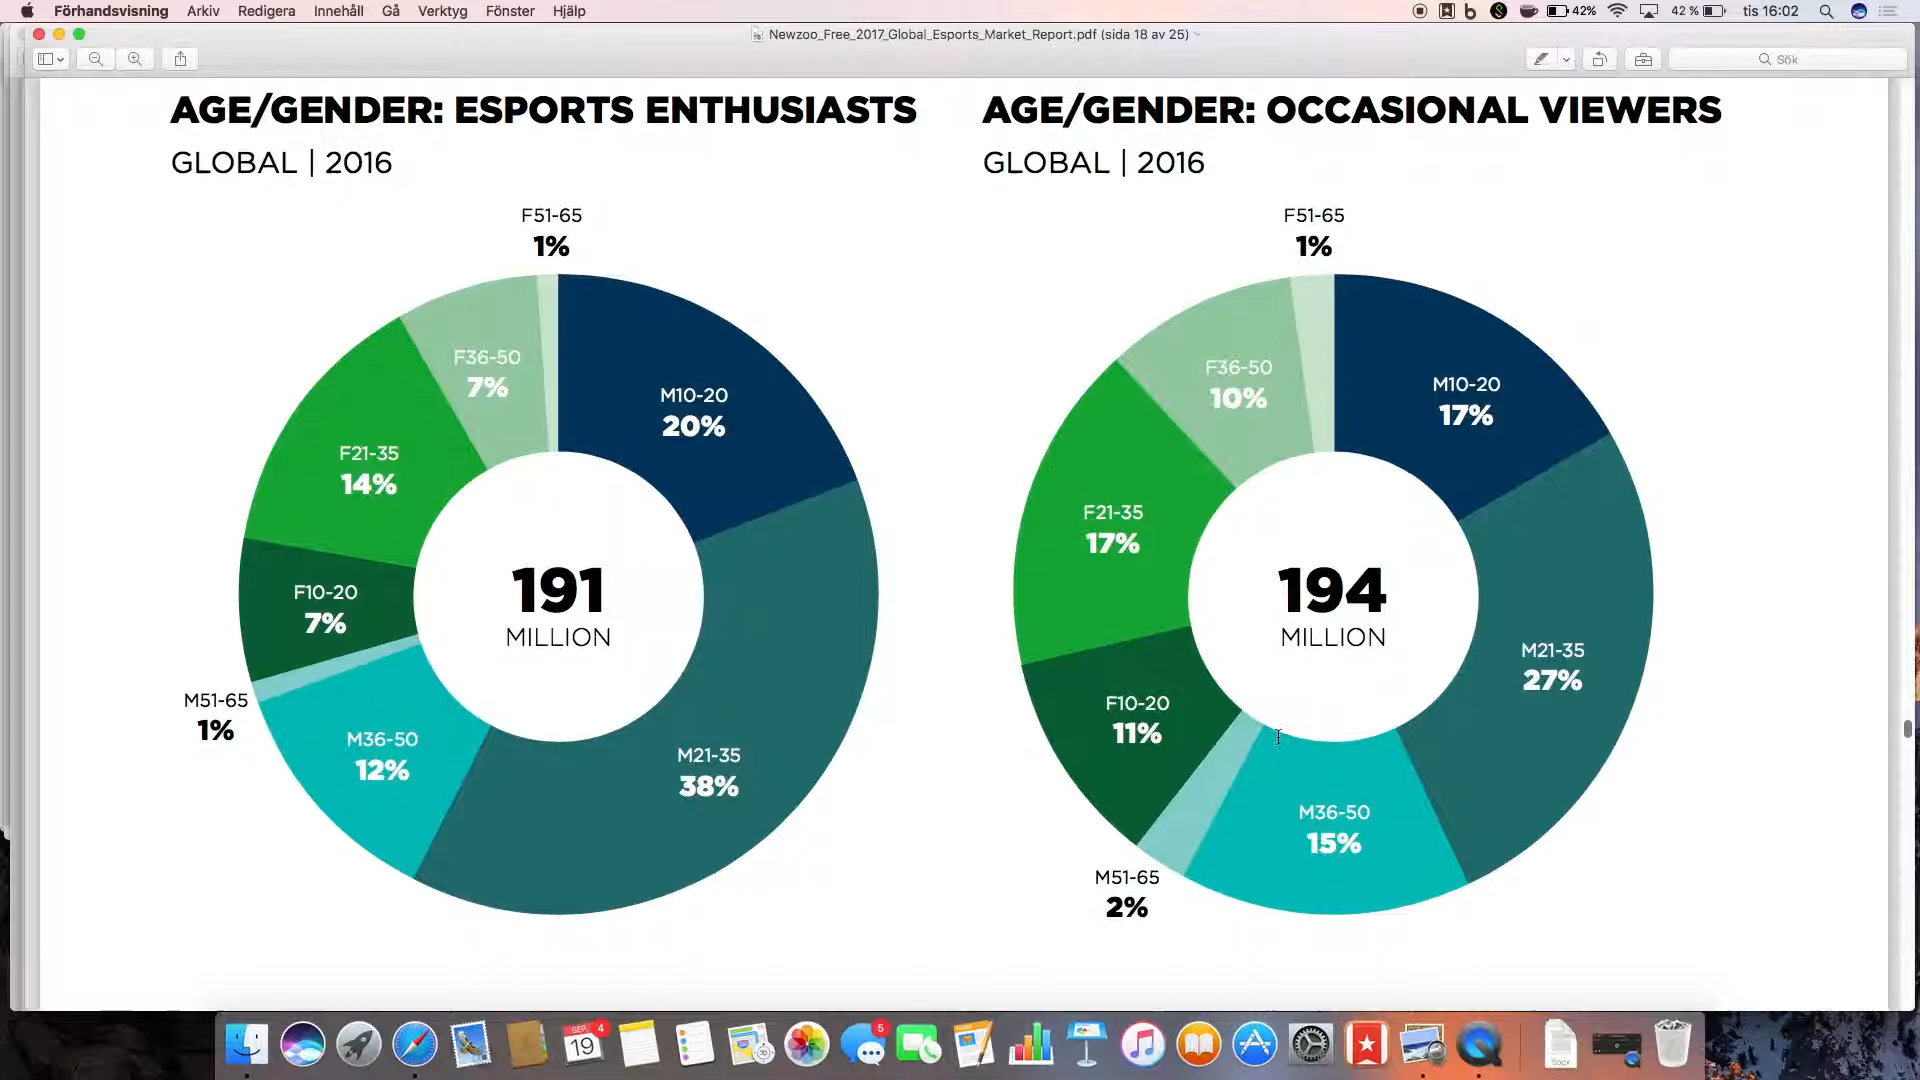 Förhandsvisning Arkiv Redigera Innehåll Gå Verktyg Fönster Hjälp 42% 42 % tis 16:02
Newzoo_Free_2017_Global_Esports_Market_Report.pdf (sida 18 av 25)
Sök
AGE/GENDER: ESPORTS ENTHUSIASTS
GLOBAL | 2016
F51-65
1%
M10-20
20%
F36-50
7%
F21-35
14%
F10-20
7%
191
MILLION
M51-65
1%
M36-50
12%
M21-35
38%
AGE/GENDER: OCCASIONAL VIEWERS
GLOBAL | 2016
F51-65
1%
M10-20
17%
F36-50
10%
F21-35
17%
194
MILLION
M21-35
27%
F10-20
11%
M36-50
15%
M51-65
2%
SEP.
4
19
5